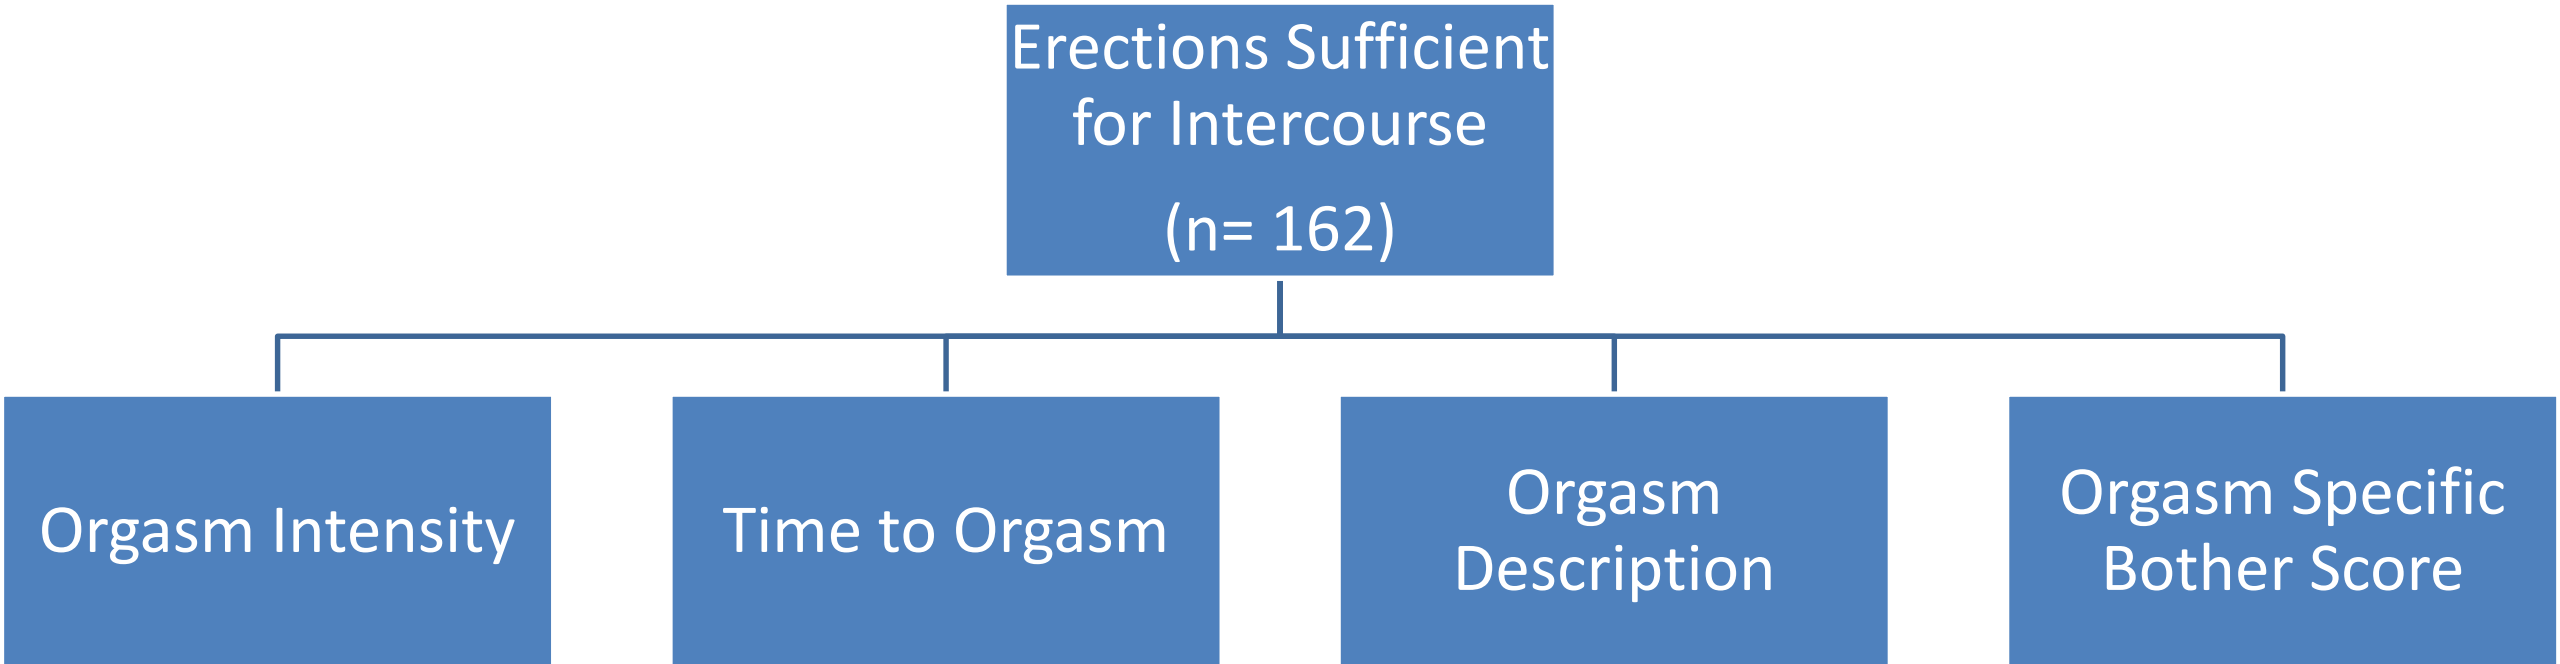 Erections Sufficient
for Intercourse
(n= 162)
Orgasm Intensity
Time to Orgasm
Orgasm
Description
Orgasm Specific
Bother Score